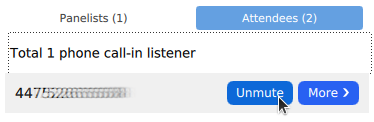 Panelists (1) Attendees (2)
Total 1 phone call-in listener
Unmute More